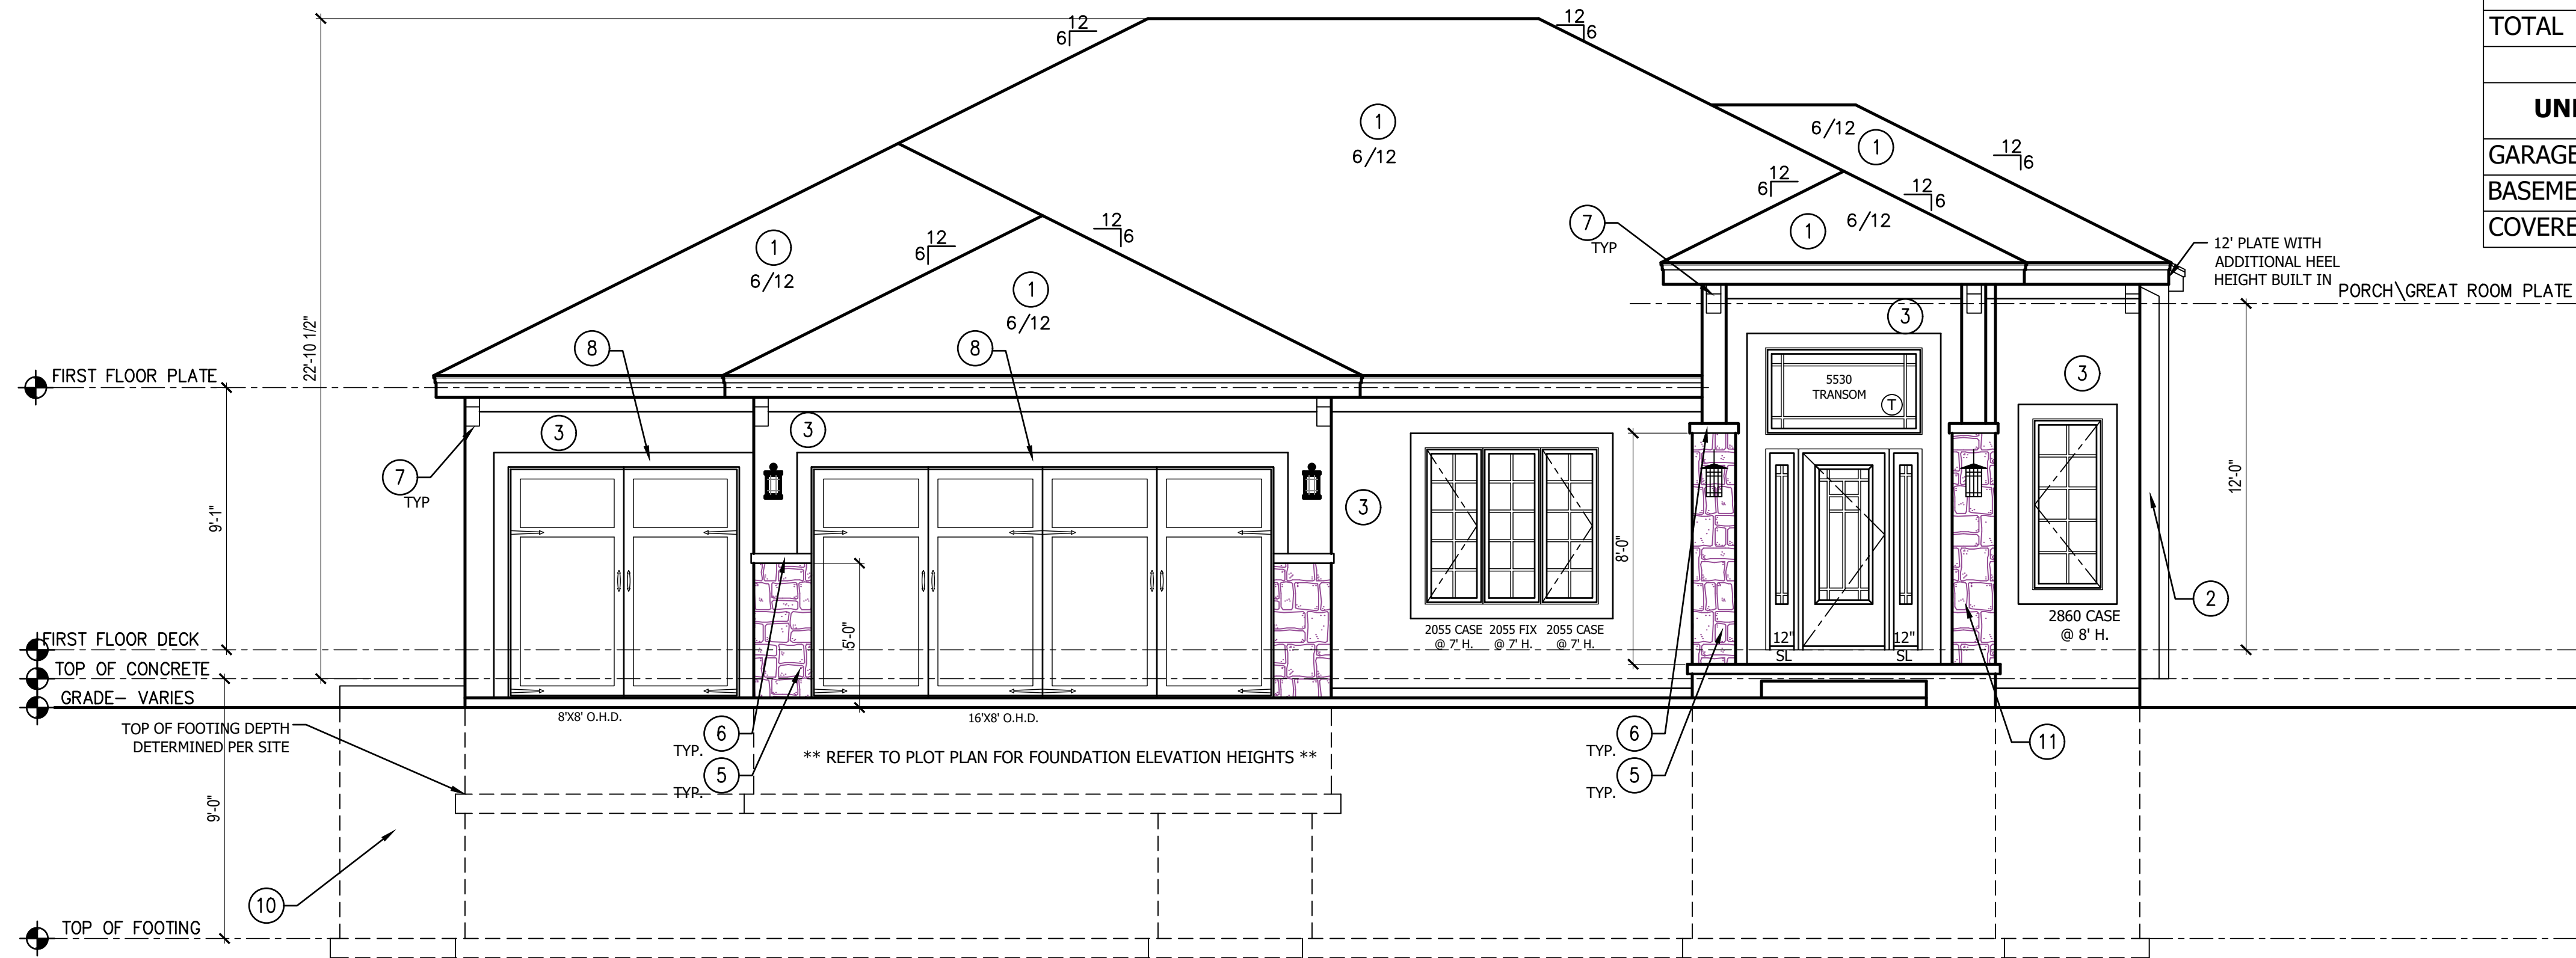 12
6
12
6
TOTAL
UNI
GARAGE
BASEME
COVERE
1
6/12
6/12
1
12
6
12
6
12
6
7
TYP
1
6/12
12
6
12
6
1
6/12
1
6/12
12' PLATE WITH
ADDITIONAL HEEL
HEIGHT BUILT IN
PORCH\GREAT ROOM PLATE
22'-10 1/2"
8
8
FIRST FLOOR PLATE
3
3
3
3
3
5530
TRANSOM
T
7
TYP
9'-1"
12'-0"
8'-0"
5'-0"
2
2055 CASE
@ 7' H.
2055 FIX
@ 7' H.
2055 CASE
@ 7' H.
12"
SL
12"
SL
2860 CASE
@ 8' H.
FIRST FLOOR DECK
TOP OF CONCRETE
GRADE- VARIES
8'X8' O.H.D.
16'X8' O.H.D.
TOP OF FOOTING DEPTH
DETERMINED PER SITE
6
TYP.
5
TYP.
** REFER TO PLOT PLAN FOR FOUNDATION ELEVATION HEIGHTS **
6
TYP.
5
TYP.
11
9'-0"
10
TOP OF FOOTING